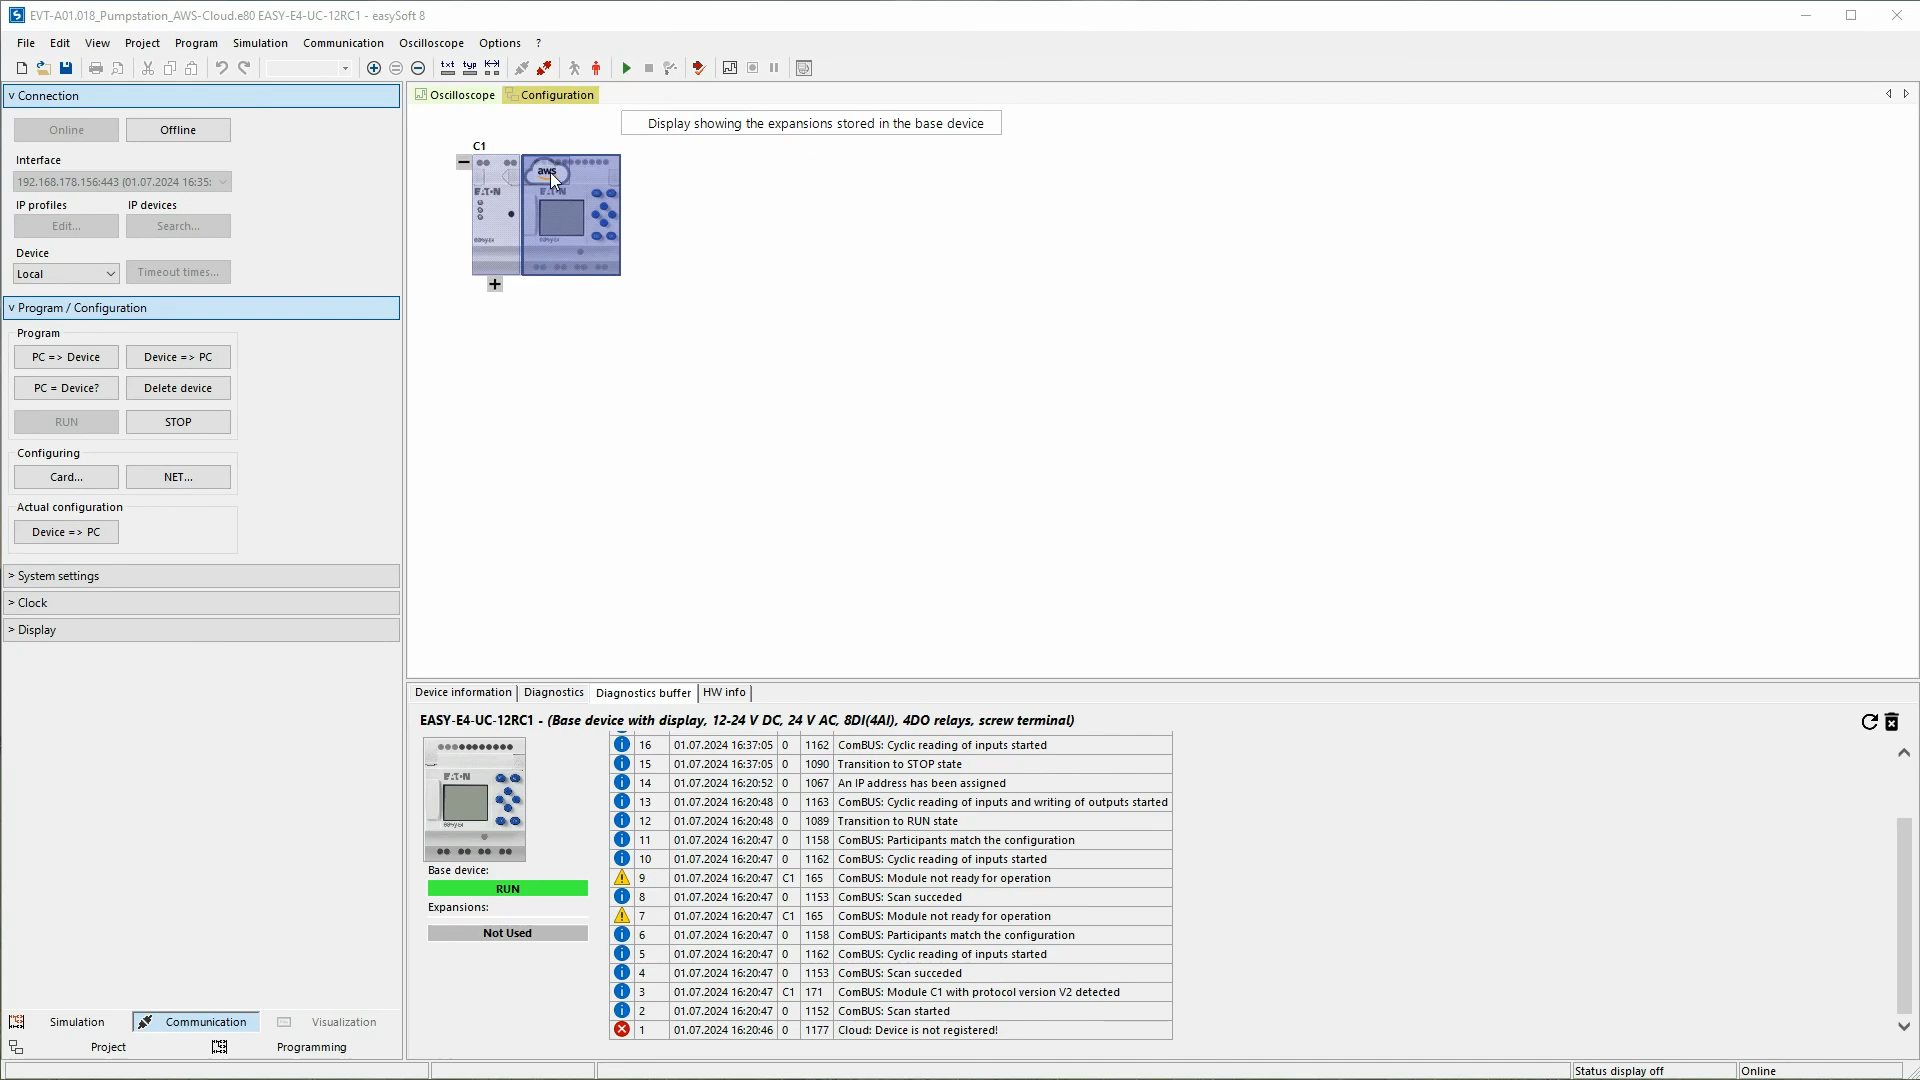 EVT-A01.018_Pumpstation_AWS-Cloud.e80 EASY-E4-UC-12RC1 - easySoft 8
File Edit View Project Program Simulation Communication Oscilloscope Options ?
txt typ
v Connection
Online Offline
Interface
192.168.178.156:443 (01.07.2024 16:35:
IP profiles IP devices
Edit... Search...
Device
Local Timeout times...
v Program / Configuration
Program
PC => Device Device => PC
PC = Device? Delete device
RUN STOP
Configuring
Card... NET...
Actual configuration
Device => PC
> System settings
> Clock
> Display
Simulation Communication Visualization
Project Programming
Oscilloscope Configuration
Display showing the expansions stored in the base device
C1
aws
EATON EATON
Device information Diagnostics Diagnostics buffer HW info
EASY-E4-UC-12RC1 - (Base device with display, 12-24 V DC, 24 V AC, 8DI(4AI), 4DO relays, screw terminal)
EATON
Base device:
RUN
Expansions:
Not Used
16 01.07.2024 16:37:05 0 1162 ComBUS: Cyclic reading of inputs started
15 01.07.2024 16:37:05 0 1090 Transition to STOP state
14 01.07.2024 16:20:52 0 1067 An IP address has been assigned
13 01.07.2024 16:20:48 0 1163 ComBUS: Cyclic reading of inputs and writing of outputs started
12 01.07.2024 16:20:48 0 1089 Transition to RUN state
11 01.07.2024 16:20:47 0 1158 ComBUS: Participants match the configuration
10 01.07.2024 16:20:47 0 1162 ComBUS: Cyclic reading of inputs started
9 01.07.2024 16:20:47 C1 165 ComBUS: Module not ready for operation
8 01.07.2024 16:20:47 0 1153 ComBUS: Scan succeded
7 01.07.2024 16:20:47 C1 165 ComBUS: Module not ready for operation
6 01.07.2024 16:20:47 0 1158 ComBUS: Participants match the configuration
5 01.07.2024 16:20:47 0 1162 ComBUS: Cyclic reading of inputs started
4 01.07.2024 16:20:47 0 1153 ComBUS: Scan succeded
3 01.07.2024 16:20:47 C1 171 ComBUS: Module C1 with protocol version V2 detected
2 01.07.2024 16:20:47 0 1152 ComBUS: Scan started
1 01.07.2024 16:20:46 0 1177 Cloud: Device is not registered!
Status display off Online